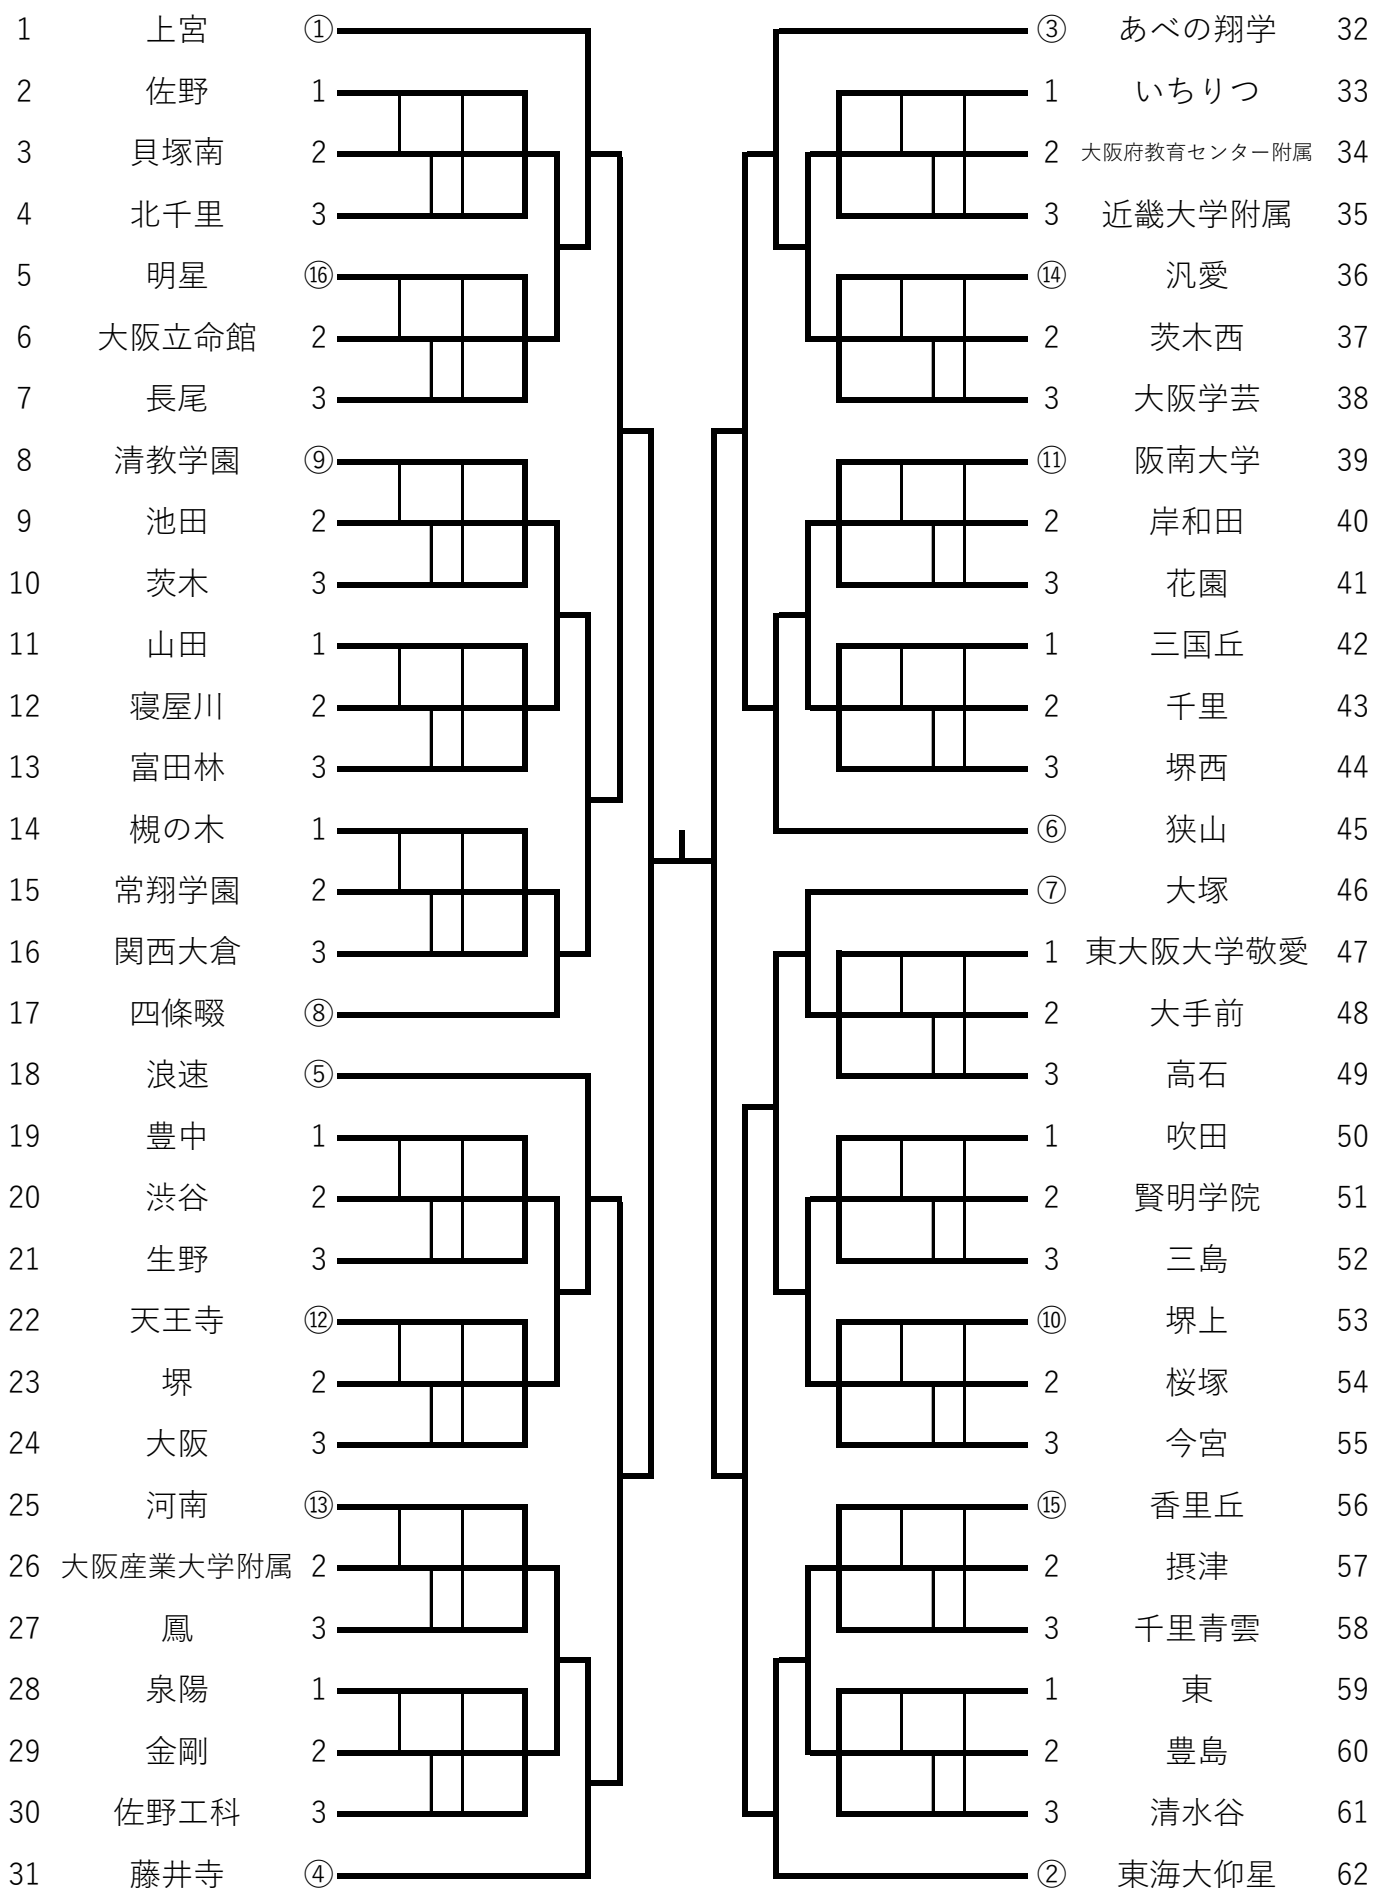 1 上宮 ①
2 佐野 1
3 貝塚南 2
4 北千里 3
5 明星 ⑯
6 大阪立命館 2
7 長尾 3
8 清教学園 ⑨
9 池田 2
10 茨木 3
11 山田 1
12 寝屋川 2
13 富田林 3
14 槻の木 1
15 常翔学園 2
16 関西大倉 3
17 四條畷 ⑧
18 浪速 ⑤
19 豊中 1
20 渋谷 2
21 生野 3
22 天王寺 ⑫
23 堺 2
24 大阪 3
25 河南 ⑬
26 大阪産業大学附属 2
27 鳳 3
28 泉陽 1
29 金剛 2
30 佐野工科 3
31 藤井寺 ④
③ あべの翔学 32
1 いちりつ 33
2 大阪府教育センター附属 34
3 近畿大学附属 35
⑭ 汎愛 36
2 茨木西 37
3 大阪学芸 38
⑪ 阪南大学 39
2 岸和田 40
3 花園 41
1 三国丘 42
2 千里 43
3 堺西 44
⑥ 狭山 45
⑦ 大塚 46
1 東大阪大学敬愛 47
2 大手前 48
3 高石 49
1 吹田 50
2 賢明学院 51
3 三島 52
⑩ 堺上 53
2 桜塚 54
3 今宮 55
⑮ 香里丘 56
2 摂津 57
3 千里青雲 58
1 東 59
2 豊島 60
3 清水谷 61
② 東海大仰星 62